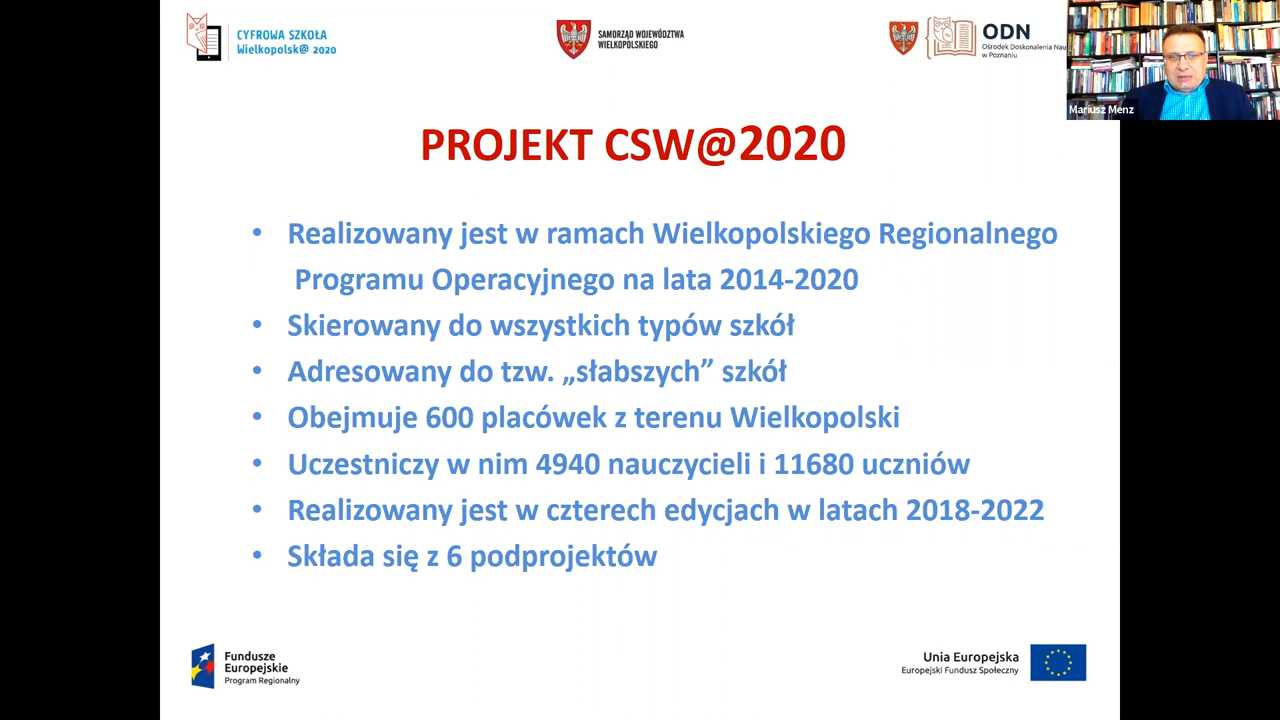 CYFROWA SZKOŁA
Wielkopolsk@ 2020
SAMORZĄD WOJEWÓDZTWA
WIELKOPOLSKIEGO
ODN
Ośrodek Doskonalenia Nau
w Poznaniu
Mariusz Menz
PROJEKT CSW@2020
• Realizowany jest w ramach Wielkopolskiego Regionalnego
Programu Operacyjnego na lata 2014-2020
• Skierowany do wszystkich typów szkół
• Adresowany do tzw. „słabszych” szkół
• Obejmuje 600 placówek z terenu Wielkopolski
• Uczestniczy w nim 4940 nauczycieli i 11680 uczniów
• Realizowany jest w czterech edycjach w latach 2018-2022
• Składa się z 6 podprojektów
Fundusze
Europejskie
Program Regionalny
Unia Europejska
Europejski Fundusz Społeczny